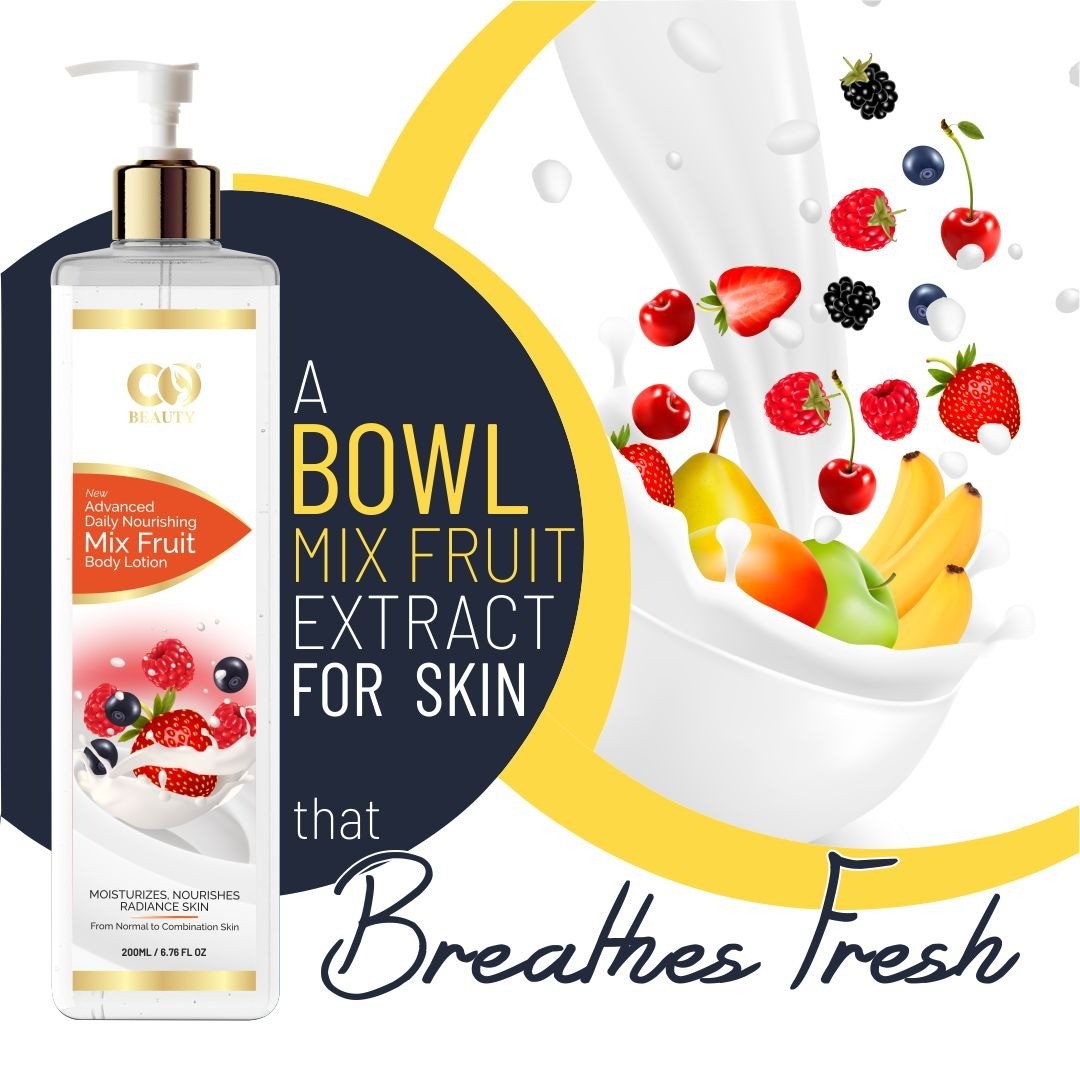 CO
BEAUTY
New
Advanced
Daily Nourishing
Mix Fruit
Body Lotion
MOISTURIZES, NOURISHES
RADIANCE SKIN
From Normal to Combination Skin
200ML / 6.76 FL OZ
A
BOWL
MIX FRUIT
EXTRACT
FOR SKIN
that
Breathes Fresh